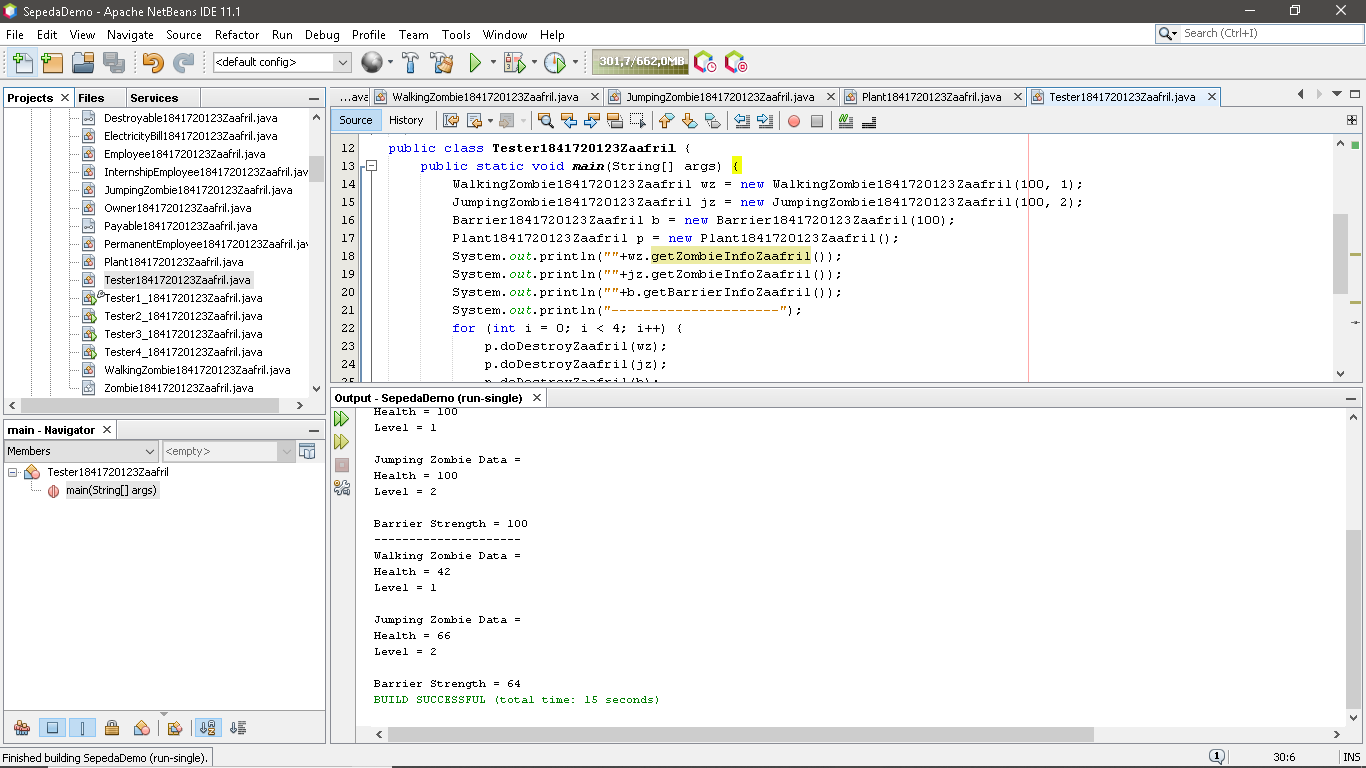 SepedaDemo - Apache NetBeans IDE 11.1
File Edit View Navigate Source Refactor Run Debug Profile Team Tools Window Help
Search (Ctrl+I)
<default config>
301,7/662,0MB
Projects Files Services
Destroyable1841720123Zaafril.java
ElectricityBill1841720123Zaafril.java
Employee1841720123Zaafril.java
InternshipEmployee1841720123Zaafril.jav
JumpingZombie1841720123Zaafril.java
Owner1841720123Zaafril.java
Payable1841720123Zaafril.java
PermanentEmployee1841720123Zaafril.jav
Plant1841720123Zaafril.java
Tester1841720123Zaafril.java
Tester1_1841720123Zaafril.java
Tester2_1841720123Zaafril.java
Tester3_1841720123Zaafril.java
Tester4_1841720123Zaafril.java
WalkingZombie1841720123Zaafril.java
Zombie1841720123Zaafril.java
main - Navigator
Members <empty>
Tester1841720123Zaafril
main(String[] args)
...ava WalkingZombie1841720123Zaafril.java JumpingZombie1841720123Zaafril.java Plant1841720123Zaafril.java Tester1841720123Zaafril.java
Source History
12 public class Tester1841720123Zaafril {
13 public static void main(String[] args) {
14 WalkingZombie1841720123Zaafril wz = new WalkingZombie1841720123Zaafril(100, 1);
15 JumpingZombie1841720123Zaafril jz = new JumpingZombie1841720123Zaafril(100, 2);
16 Barrier1841720123Zaafril b = new Barrier1841720123Zaafril(100);
17 Plant1841720123Zaafril p = new Plant1841720123Zaafril();
18 System.out.println(""+wz.getZombieInfoZaafril());
19 System.out.println(""+jz.getZombieInfoZaafril());
20 System.out.println(""+b.getBarrierInfoZaafril());
21 System.out.println("---------------------");
22 for (int i = 0; i < 4; i++) {
23 p.doDestroyZaafril(wz);
24 p.doDestroyZaafril(jz);
25 p.doDestroyZaafril(b);
Output - SepedaDemo (run-single)
Health = 100
Level = 1
Jumping Zombie Data =
Health = 100
Level = 2
Barrier Strength = 100
---------------------
Walking Zombie Data =
Health = 42
Level = 1
Jumping Zombie Data =
Health = 66
Level = 2
Barrier Strength = 64
BUILD SUCCESSFUL (total time: 15 seconds)
Finished building SepedaDemo (run-single).
1
30:6
INS